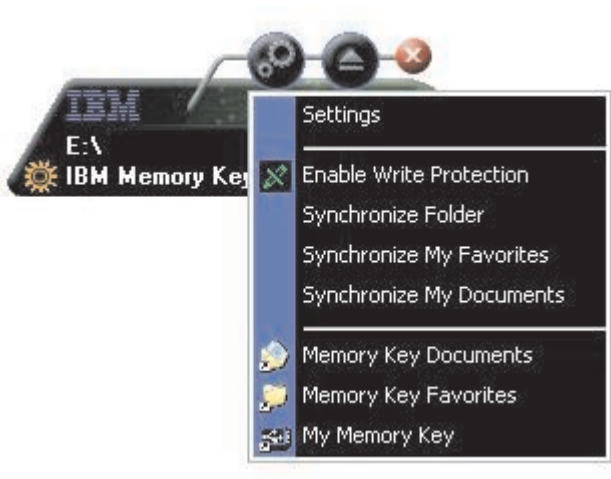 IBM
E:\
IBM Memory Key
Settings
Enable Write Protection
Synchronize Folder
Synchronize My Favorites
Synchronize My Documents
Memory Key Documents
Memory Key Favorites
My Memory Key